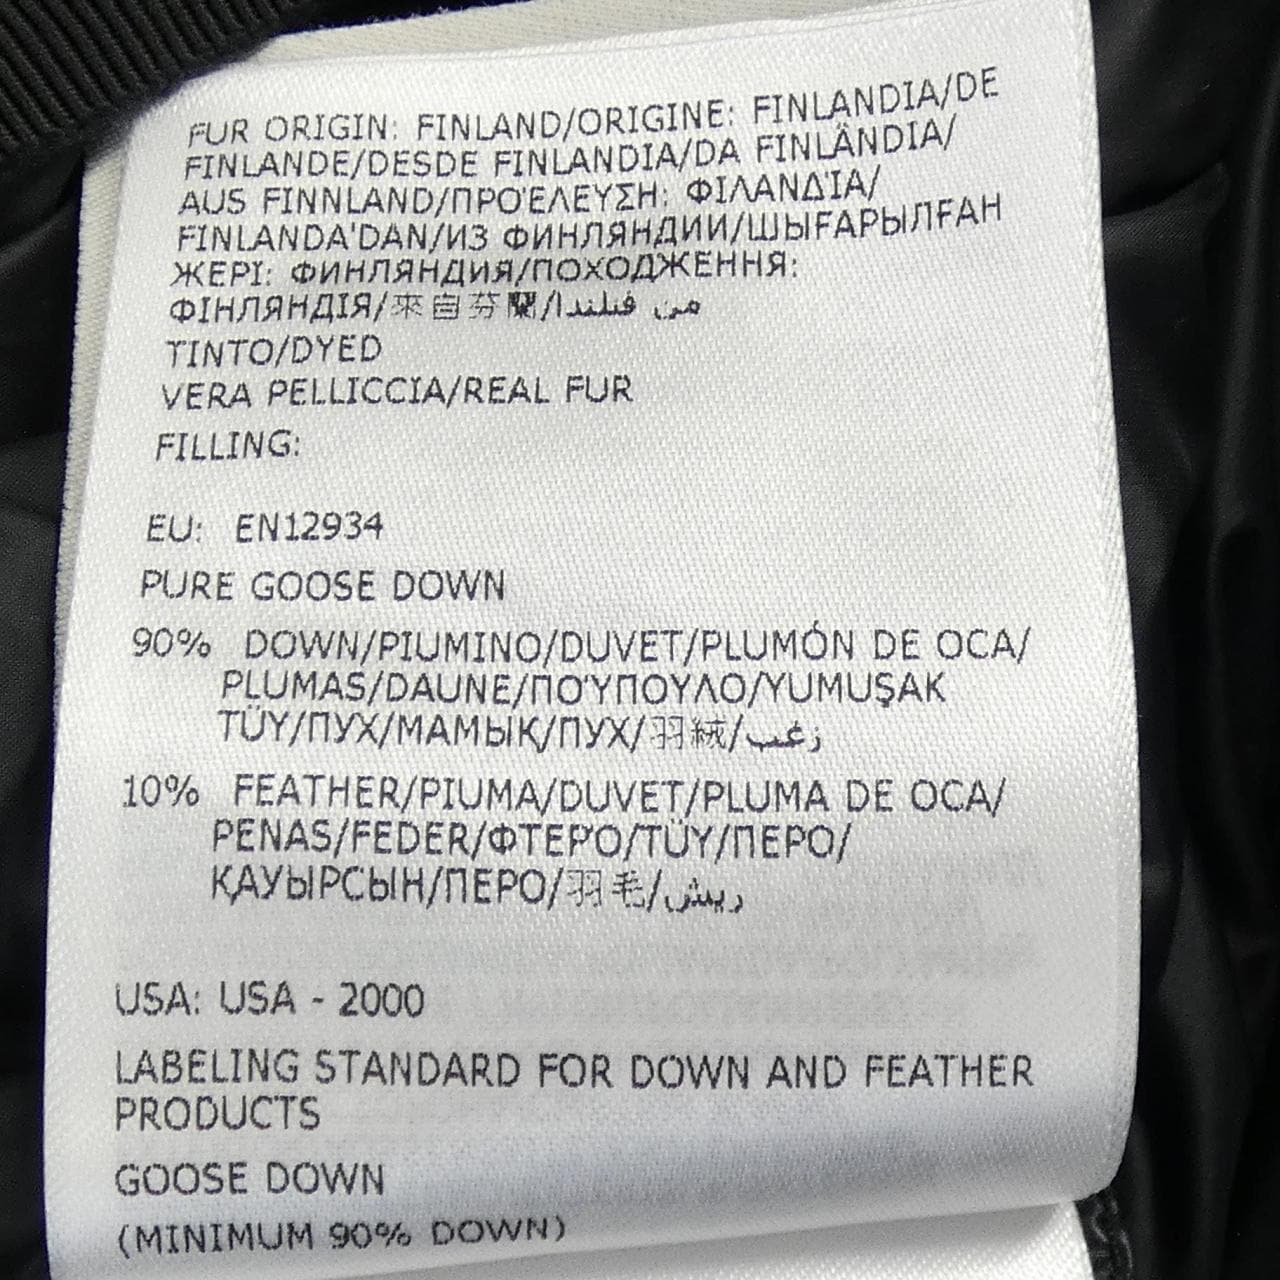 FUR ORIGIN: FINLAND/ORIGINE: FINLANDIA/DE
FINLANDE/DESDE FINLANDIA/DA FINLÄNDIA/
AUS FINNLAND/ΠΡΟΈΛΕΥΣΗ: ΦΙΛΑΝΔΊΑ/
FINLANDA'DAN/ИЗ ФИНЛЯНДИИ/ШЫҒАРЫЛҒАН
ЖЕРІ: ФИНЛЯНДИЯ/ПОХОДЖЕННЯ:
ФІНЛЯНДІЯ/來自芬蘭/من فنلندا
TINTO/DYED
VERA PELLICCIA/REAL FUR
FILLING:
EU: EN12934
PURE GOOSE DOWN
90% DOWN/PIUMINO/DUVET/PLUMÓN DE OCA/
PLUMAS/DAUNE/ΠΟΎΠΟΥΛΟ/YUMUŞAK
TÜY/ПУХ/МАМЫҚ/ПУХ/羽絨/زغب
10% FEATHER/PIUMA/DUVET/PLUMA DE OCA/
PENAS/FEDER/ΦΤΕΡΌ/TÜY/ПЕРО/
ҚАУЫРСЫН/ПЕРО/羽毛/ريش
USA: USA - 2000
LABELING STANDARD FOR DOWN AND FEATHER
PRODUCTS
GOOSE DOWN
(MINIMUM 90% DOWN)